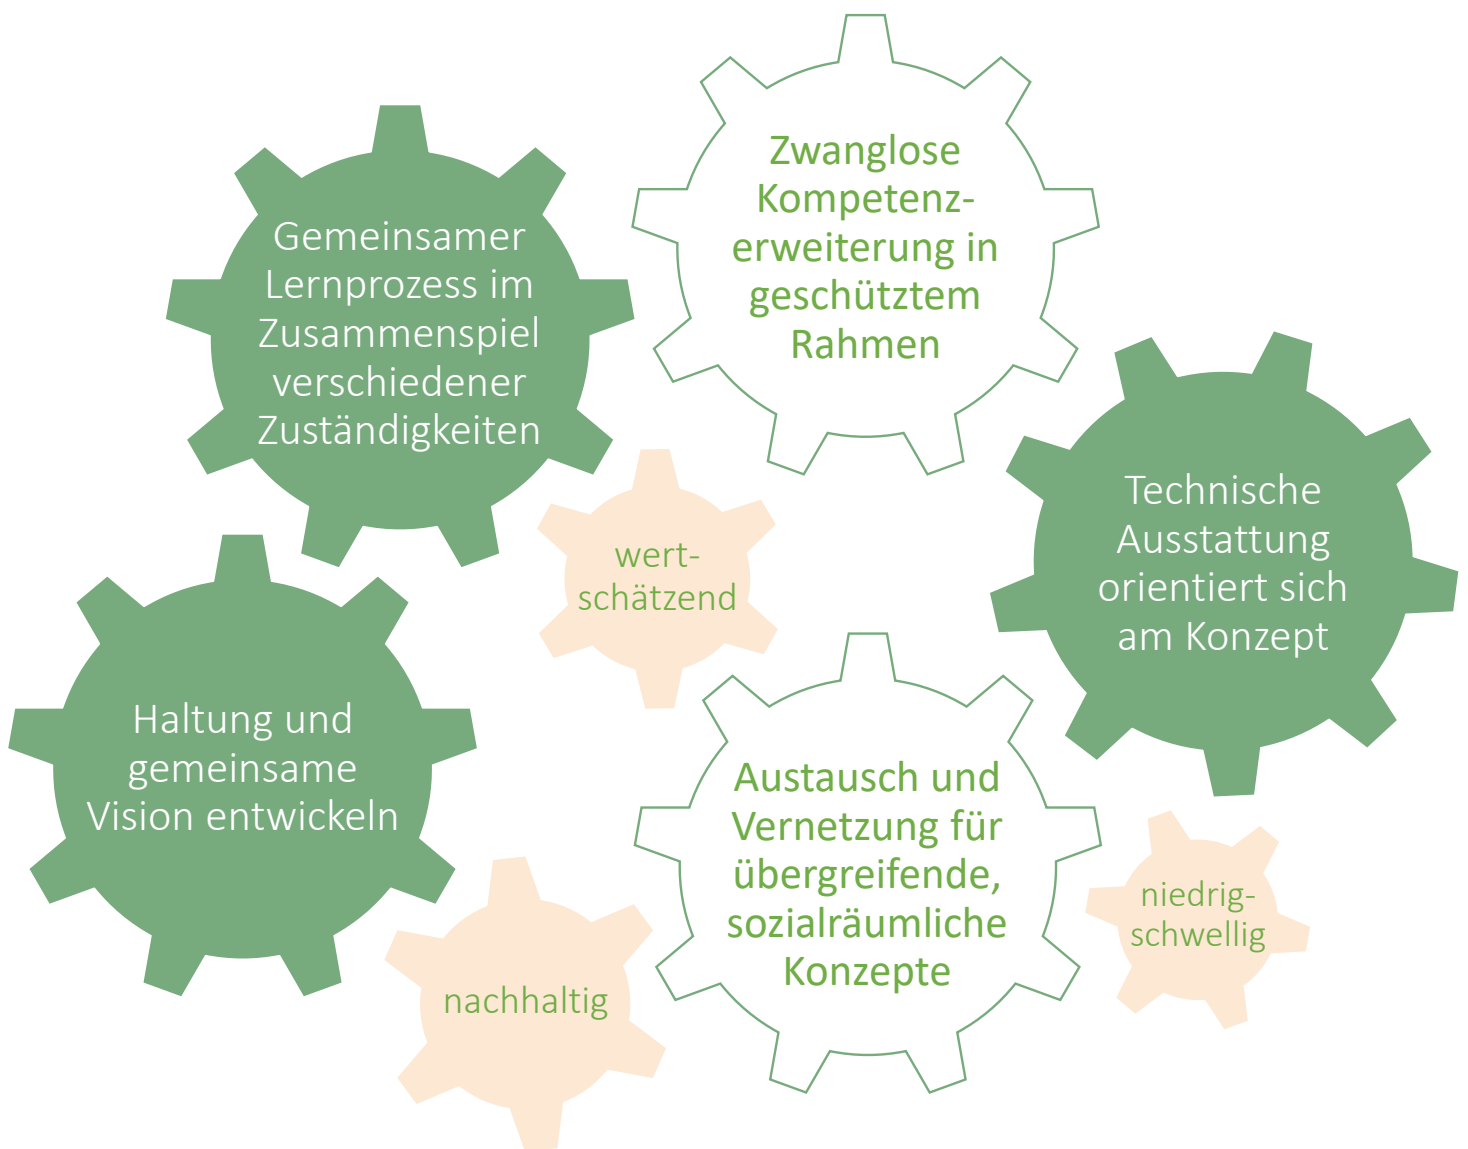 Zwanglose
Kompetenz-
erweiterung in
geschütztem
Rahmen
Gemeinsamer
Lernprozess im
Zusammenspiel
verschiedener
Zuständigkeiten
Technische
Ausstattung
orientiert sich
am Konzept
wert-
schätzend
Haltung und
gemeinsame
Vision entwickeln
Austausch und
Vernetzung für
übergreifende,
sozialräumliche
Konzepte
niedrig-
schwellig
nachhaltig